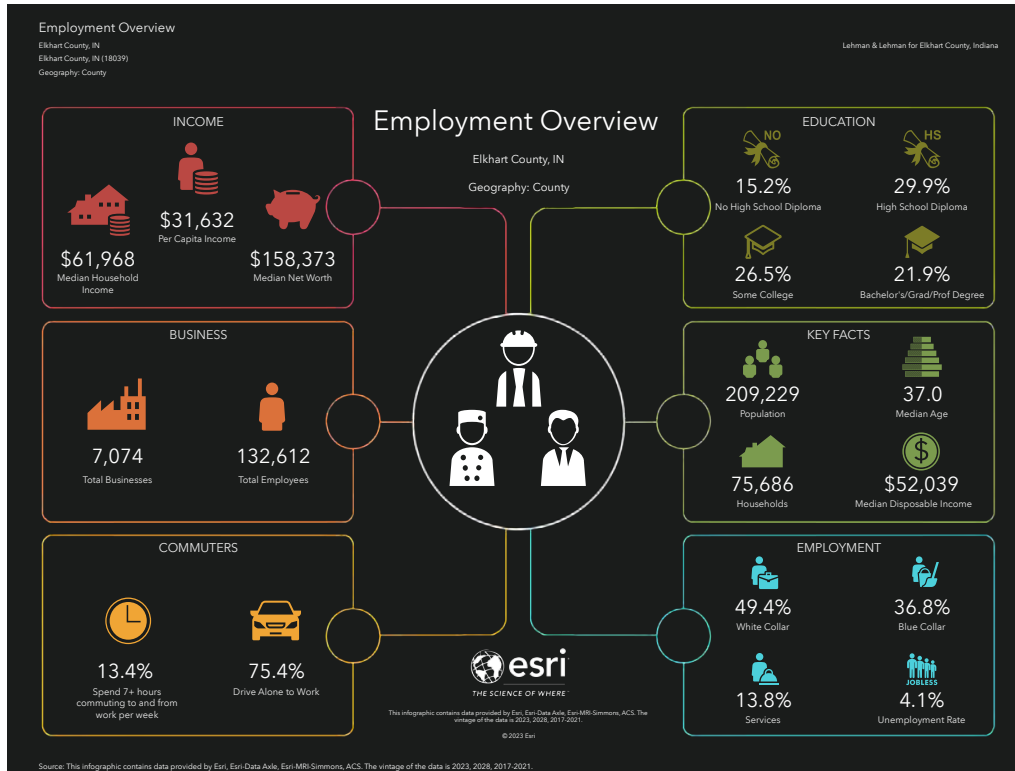 Employment Overview
Elkhart County, IN
Elkhart County, IN (18039)
Geography: County
Lehman & Lehman for Elkhart County, Indiana
Employment Overview
Elkhart County, IN
Geography: County
INCOME
$31,632
Per Capita Income
$61,968
Median Household
Income
$158,373
Median Net Worth
EDUCATION
NO
15.2%
No High School Diploma
HS
29.9%
High School Diploma
26.5%
Some College
21.9%
Bachelor's/Grad/Prof Degree
BUSINESS
7,074
Total Businesses
132,612
Total Employees
KEY FACTS
209,229
Population
37.0
Median Age
75,686
Households
$
$52,039
Median Disposable Income
COMMUTERS
13.4%
Spend 7+ hours
commuting to and from
work per week
75.4%
Drive Alone to Work
EMPLOYMENT
49.4%
White Collar
36.8%
Blue Collar
13.8%
Services
JOBLESS
4.1%
Unemployment Rate
esri
THE SCIENCE OF WHERE
This infographic contains data provided by Esri, Esri-Data Axle, Esri-MRI-Simmons, ACS. The
vintage of the data is 2023, 2028, 2017-2021.
© 2023 Esri
Source: This infographic contains data provided by Esri, Esri-Data Axle, Esri-MRI-Simmons, ACS. The vintage of the data is 2023, 2028, 2017-2021.